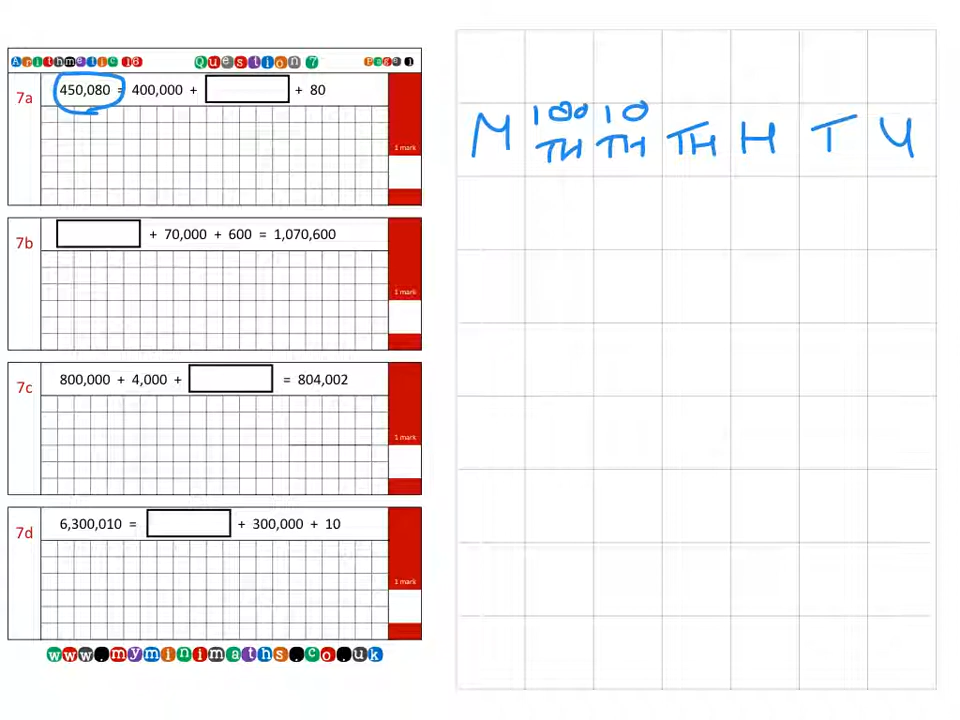 Arithmetic 18 Question 7 Page 1
7a 450,080 = 400,000 + + 80
1 mark
7b + 70,000 + 600 = 1,070,600
1 mark
7c 800,000 + 4,000 + = 804,002
1 mark
7d 6,300,010 = + 300,000 + 10
1 mark
www.myminimaths.co.uk
M 100 TH 10 TH TH H T U